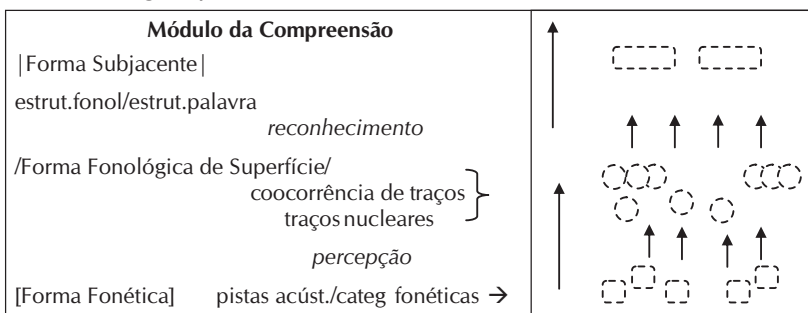 Módulo da Compreensão
|Forma Subjacente|
estrut.fonol/estrut.palavra
reconhecimento
/Forma Fonológica de Superfície/
coocorrência de traços
traços nucleares
percepção
[Forma Fonética] pistas acúst./categ fonéticas →